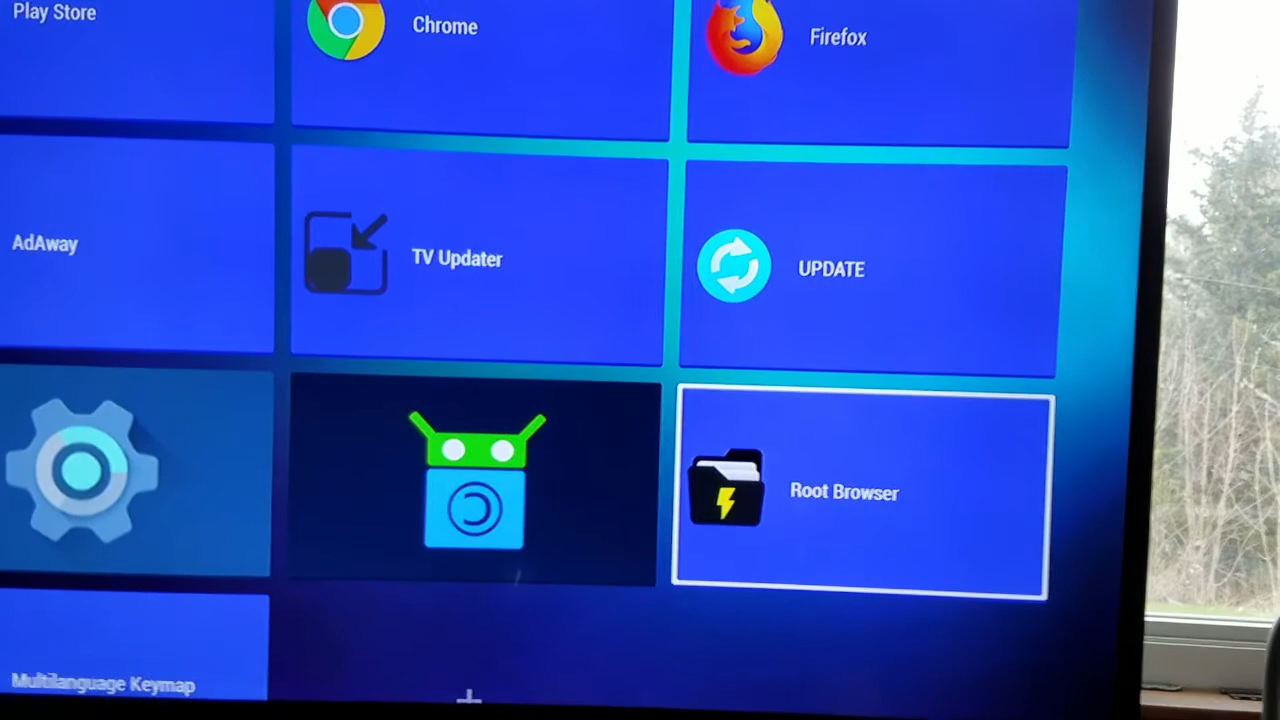 Play Store
Chrome
Firefox
AdAway
TV Updater
UPDATE
Root Browser
Multilanguage Keymap